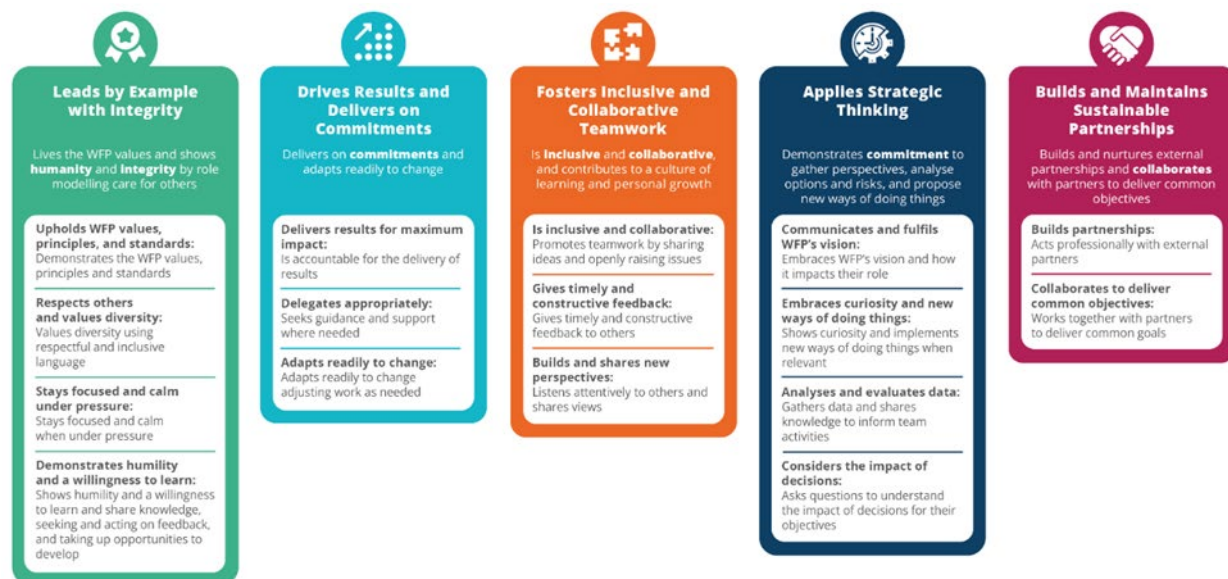 Leads by Example
with Integrity
Lives the WFP values and shows
humanity and integrity by role
modelling care for others
Upholds WFP values,
principles, and standards:
Demonstrates the WFP values,
principles and standards
Respects others
and values diversity:
Values diversity using
respectful and inclusive
language
Stays focused and calm
under pressure:
Stays focused and calm
when under pressure
Demonstrates humility
and a willingness to learn:
Shows humility and a willingness
to learn and share knowledge,
seeking and acting on feedback,
and taking up opportunities to
develop
Drives Results and
Delivers on
Commitments
Delivers on commitments and
adapts readily to change
Delivers results for maximum
impact:
Is accountable for the delivery of
results
Delegates appropriately:
Seeks guidance and support
where needed
Adapts readily to change:
Adapts readily to change
adjusting work as needed
Fosters Inclusive and
Collaborative
Teamwork
Is inclusive and collaborative,
and contributes to a culture of
learning and personal growth
Is inclusive and collaborative:
Promotes teamwork by sharing
ideas and openly raising issues
Gives timely and
constructive feedback:
Gives timely and constructive
feedback to others
Builds and shares new
perspectives:
Listens attentively to others and
shares views
Applies Strategic
Thinking
Demonstrates commitment to
gather perspectives, analyse
options and risks, and propose
new ways of doing things
Communicates and fulfils
WFP's vision:
Embraces WFP's vision and how
it impacts their role
Embraces curiosity and new
ways of doing things:
Shows curiosity and implements
new ways of doing things when
relevant
Analyses and evaluates data:
Gathers data and shares
knowledge to inform team
activities
Considers the impact of
decisions:
Asks questions to understand
the impact of decisions for their
objectives
Builds and Maintains
Sustainable
Partnerships
Builds and nurtures external
partnerships and collaborates
with partners to deliver common
objectives
Builds partnerships:
Acts professionally with external
partners
Collaborates to deliver
common objectives:
Works together with partners
to deliver common goals